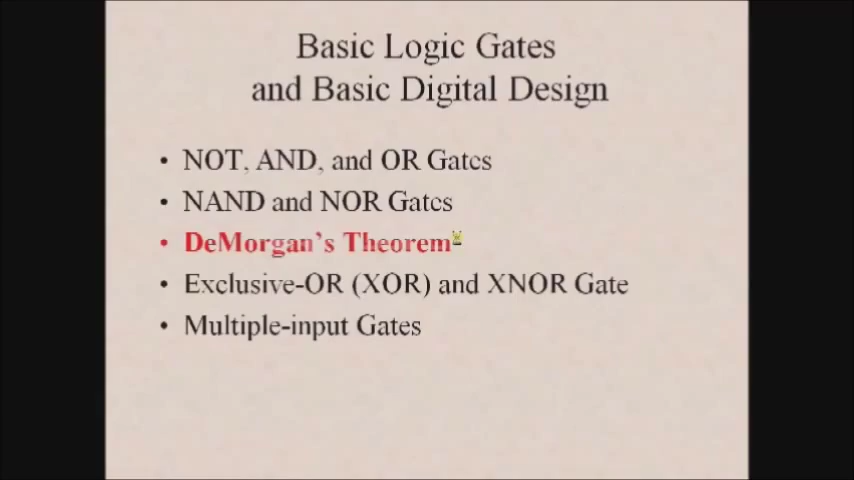 Basic Logic Gates
and Basic Digital Design
• NOT, AND, and OR Gates
• NAND and NOR Gates
• DeMorgan's Theorem
• Exclusive-OR (XOR) and XNOR Gate
• Multiple-input Gates